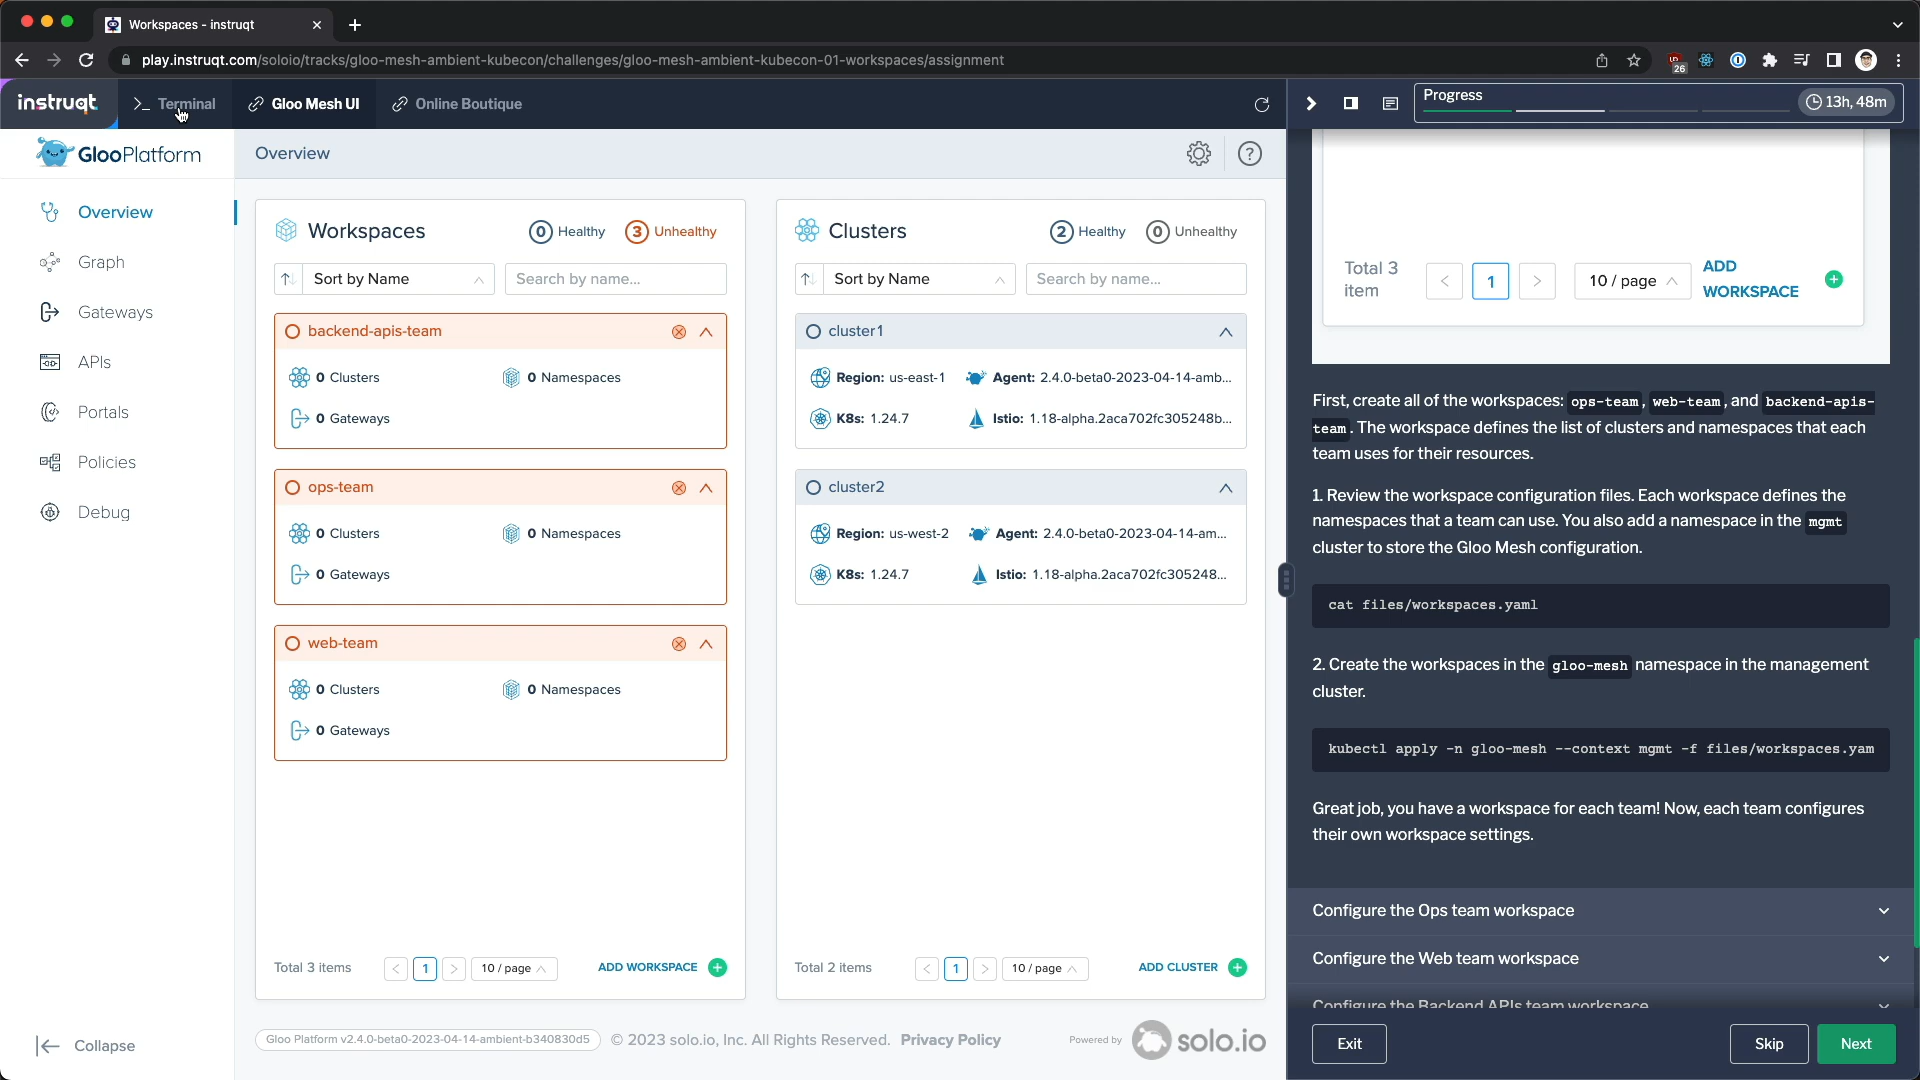 Workspaces - instruqt
play.instruqt.com/soloio/tracks/gloo-mesh-ambient-kubecon/challenges/gloo-mesh-ambient-kubecon-01-workspaces/assignment
26
instruqt
Terminal
Gloo Mesh UI
Online Boutique
Progress
13h, 48m
GlooPlatform
Overview
Overview
Graph
Gateways
APIs
Portals
Policies
Debug
Collapse
Workspaces
0 Healthy
3 Unhealthy
Sort by Name
Search by name...
backend-apis-team
0 Clusters
0 Namespaces
0 Gateways
ops-team
0 Clusters
0 Namespaces
0 Gateways
web-team
0 Clusters
0 Namespaces
0 Gateways
Total 3 items
< 1 >
10 / page
ADD WORKSPACE
Clusters
2 Healthy
0 Unhealthy
Sort by Name
Search by name...
cluster1
Region: us-east-1
Agent: 2.4.0-beta0-2023-04-14-amb...
K8s: 1.24.7
Istio: 1.18-alpha.2aca702fc305248b...
cluster2
Region: us-west-2
Agent: 2.4.0-beta0-2023-04-14-am...
K8s: 1.24.7
Istio: 1.18-alpha.2aca702fc305248...
Total 2 items
< 1 >
10 / page
ADD CLUSTER
Gloo Platform v2.4.0-beta0-2023-04-14-ambient-b340830d5
© 2023 solo.io, Inc. All Rights Reserved. Privacy Policy
Powered by
solo.io
Total 3
item
< 1 >
10 / page
ADD
WORKSPACE
First, create all of the workspaces: ops-team, web-team, and backend-apis-
team. The workspace defines the list of clusters and namespaces that each
team uses for their resources.
1. Review the workspace configuration files. Each workspace defines the
namespaces that a team can use. You also add a namespace in the mgmt
cluster to store the Gloo Mesh configuration.
cat files/workspaces.yaml
2. Create the workspaces in the gloo-mesh namespace in the management
cluster.
kubectl apply -n gloo-mesh --context mgmt -f files/workspaces.yam
Great job, you have a workspace for each team! Now, each team configures
their own workspace settings.
Configure the Ops team workspace
Configure the Web team workspace
Configure the Backend APIs team workspace
Exit
Skip
Next